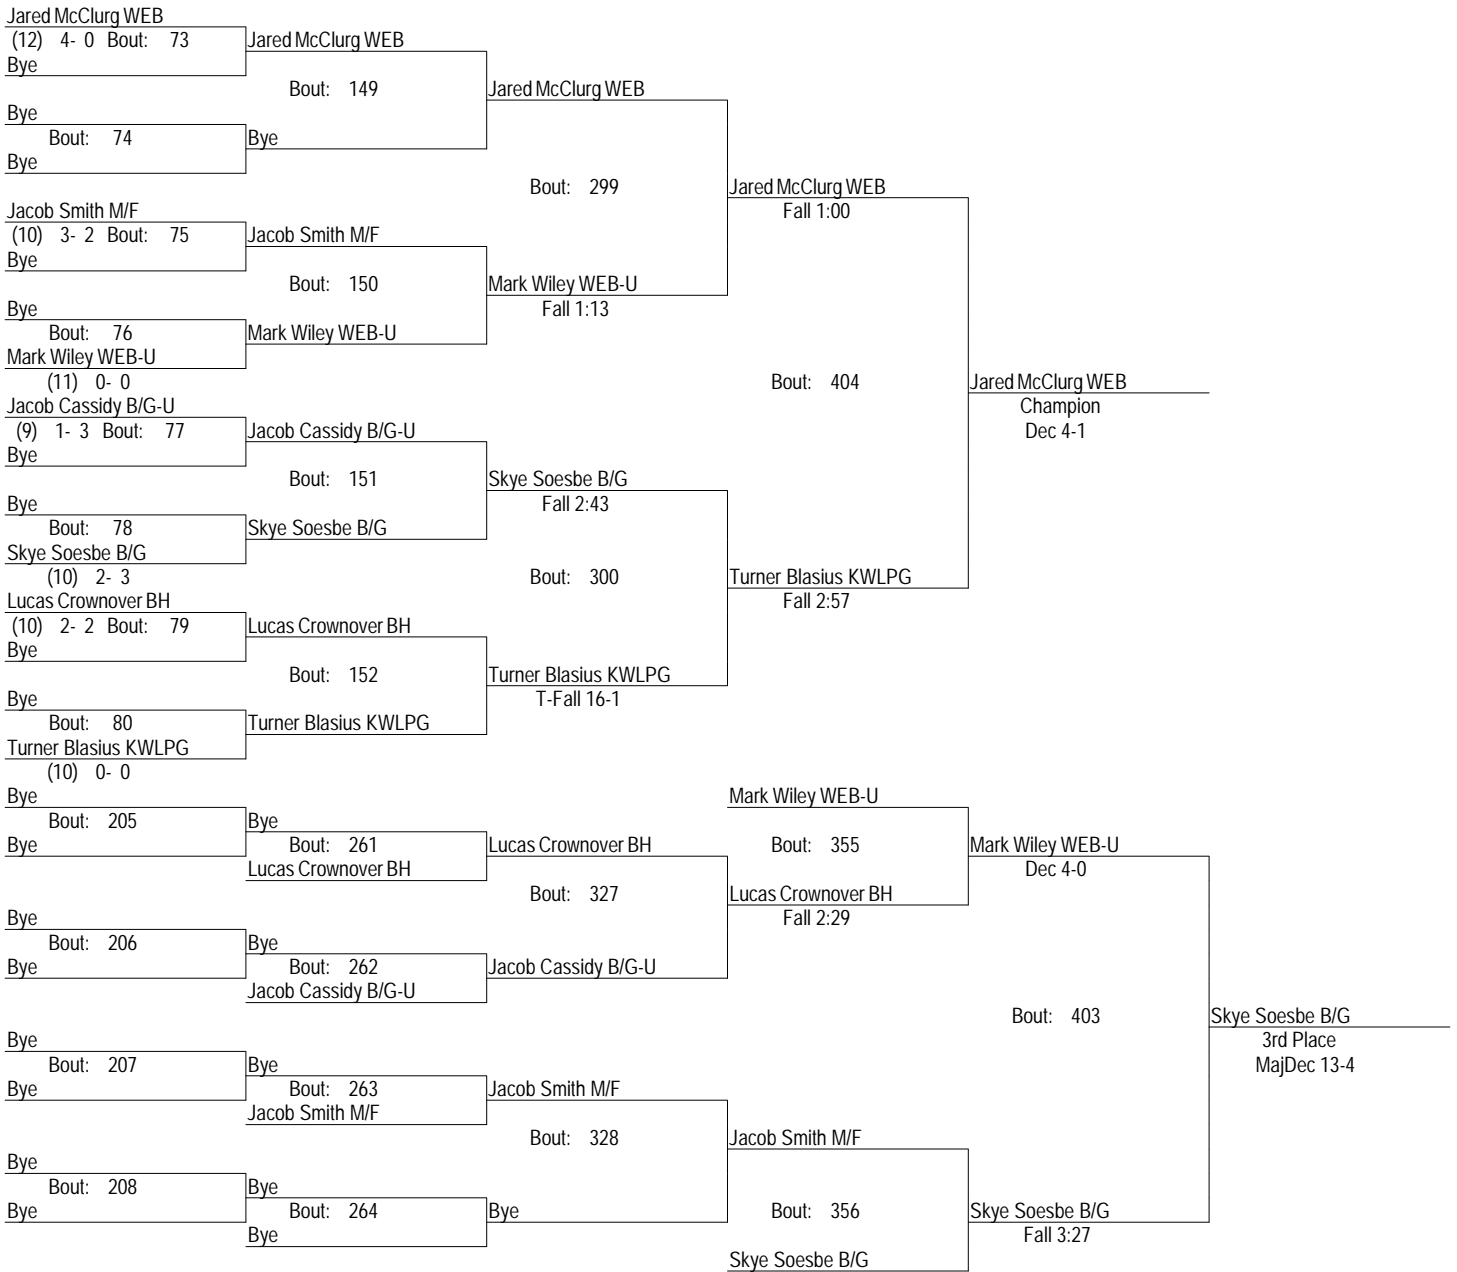 Jared McClurg WEB
(12) 4- 0 Bout: 73 Jared McClurg WEB
Bye
Bout: 149 Jared McClurg WEB
Bye
Bout: 74 Bye
Bye
Bout: 299 Jared McClurg WEB
Fall 1:00
Jacob Smith M/F
(10) 3- 2 Bout: 75 Jacob Smith M/F
Bye
Bout: 150 Mark Wiley WEB-U
Bye Fall 1:13
Bout: 76 Mark Wiley WEB-U
Mark Wiley WEB-U
(11) 0- 0 Bout: 404 Jared McClurg WEB
Jacob Cassidy B/G-U Champion
(9) 1- 3 Bout: 77 Jacob Cassidy B/G-U Dec 4-1
Bye
Bout: 151 Skye Soesbe B/G
Bye Fall 2:43
Bout: 78 Skye Soesbe B/G
Skye Soesbe B/G
(10) 2- 3 Bout: 300 Turner Blasius KWLPG
Lucas Crownover BH Fall 2:57
(10) 2- 2 Bout: 79 Lucas Crownover BH
Bye
Bout: 152 Turner Blasius KWLPG
Bye T-Fall 16-1
Bout: 80 Turner Blasius KWLPG
Turner Blasius KWLPG
(10) 0- 0
Bye Mark Wiley WEB-U
Bout: 205 Bye
Bye Bout: 261 Lucas Crownover BH Bout: 355 Mark Wiley WEB-U
Lucas Crownover BH Dec 4-0
Bout: 327 Lucas Crownover BH
Bye Fall 2:29
Bout: 206 Bye
Bye Bout: 262 Jacob Cassidy B/G-U
Jacob Cassidy B/G-U
Bout: 403 Skye Soesbe B/G
Bye 3rd Place
Bout: 207 Bye MajDec 13-4
Bye Bout: 263 Jacob Smith M/F
Jacob Smith M/F
Bout: 328 Jacob Smith M/F
Bye
Bout: 208 Bye
Bye Bout: 264 Bye Bout: 356 Skye Soesbe B/G
Bye Fall 3:27
Skye Soesbe B/G